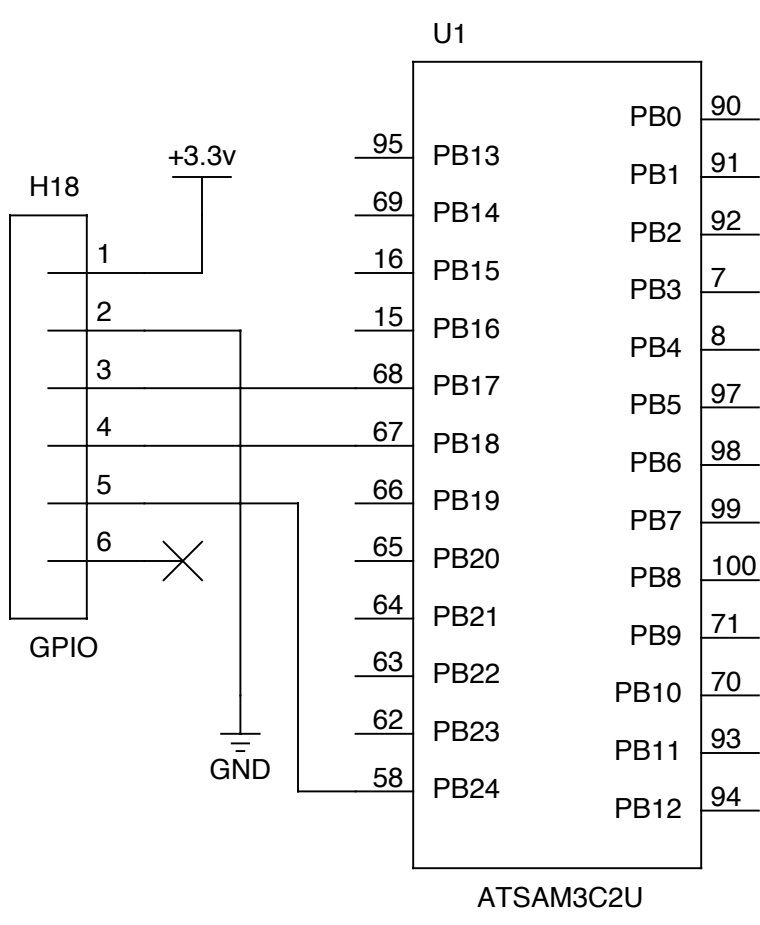 U1
+3.3v
H18
1
2
3
4
5
6
GPIO
GND
95 PB13
69 PB14
16 PB15
15 PB16
68 PB17
67 PB18
66 PB19
65 PB20
64 PB21
63 PB22
62 PB23
58 PB24
PB0 90
PB1 91
PB2 92
PB3 7
PB4 8
PB5 97
PB6 98
PB7 99
PB8 100
PB9 71
PB10 70
PB11 93
PB12 94
ATSAM3C2U